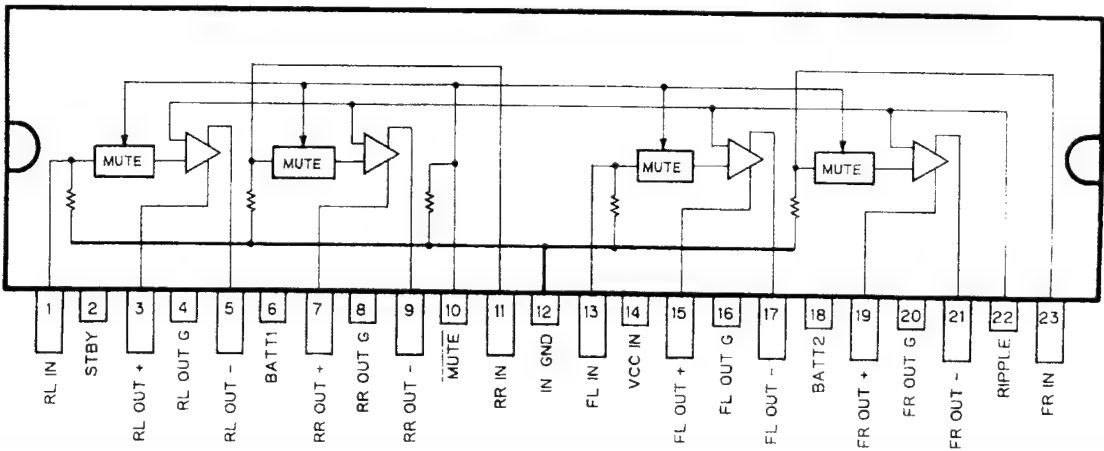 MUTE
MUTE
MUTE
MUTE
1 2 3 4 5 6 7 8 9 10 11 12 13 14 15 16 17 18 19 20 21 22 23
RL IN
STBY
RL OUT +
RL OUT G
RL OUT -
BATT1
RR OUT +
RR OUT G
RR OUT -
MUTE
RR IN
IN GND
FL IN
VCC IN
FL OUT +
FL OUT G
FL OUT -
BATT2
FR OUT +
FR OUT G
FR OUT -
RIPPLE
FR IN